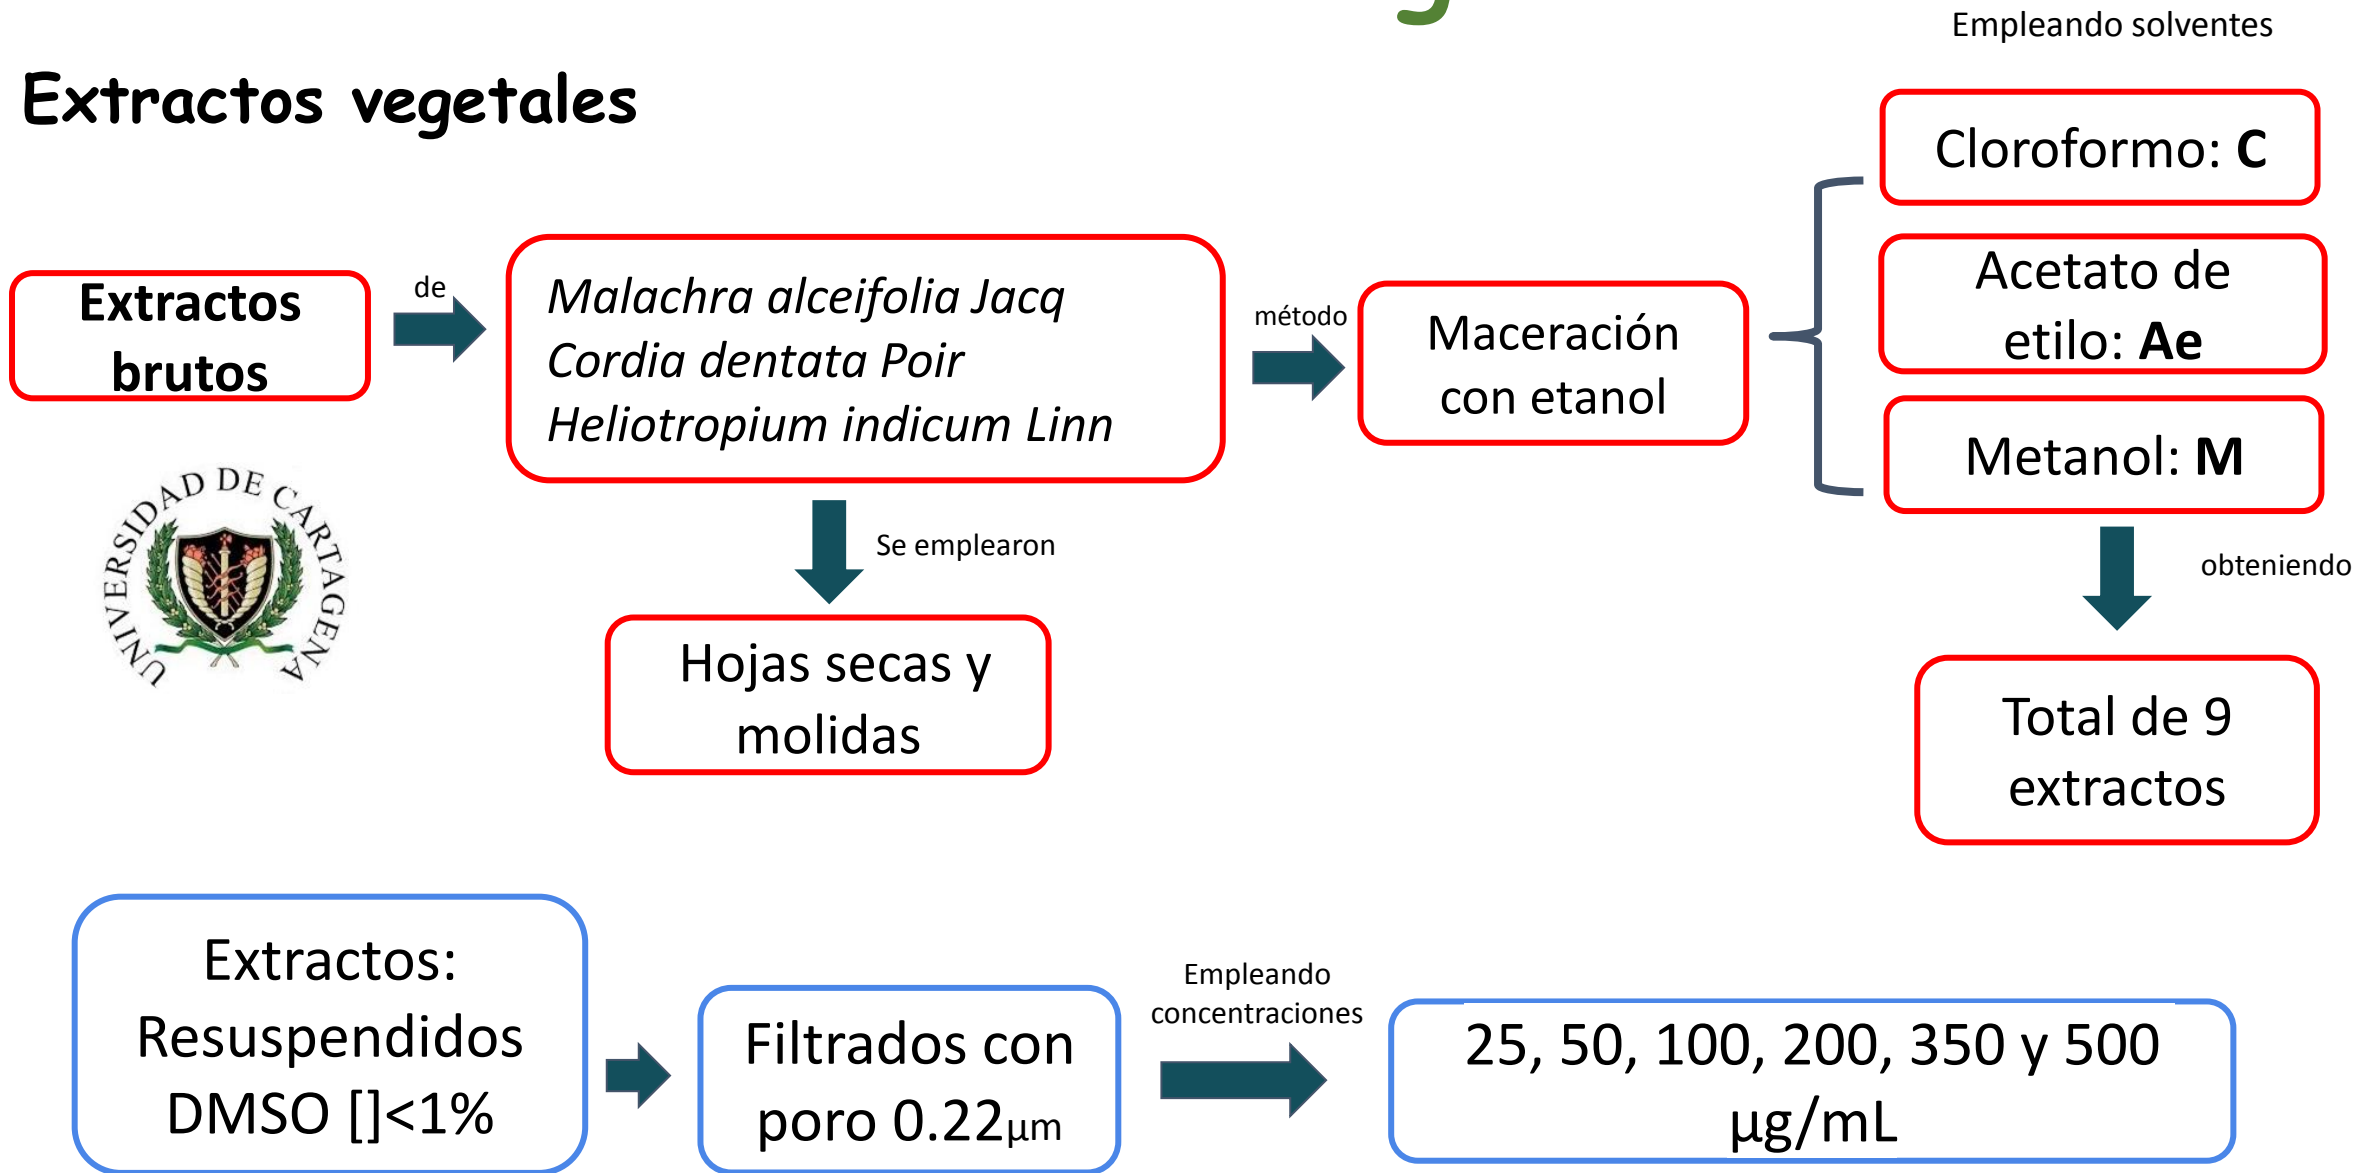 Extractos vegetales
Extractos
brutos
de
Malachra alceifolia Jacq
Cordia dentata Poir
Heliotropium indicum Linn
método
Maceración
con etanol
Empleando solventes
Cloroformo: C
Acetato de
etilo: Ae
Metanol: M
obteniendo
Total de 9
extractos
Se emplearon
Hojas secas y
molidas
UNIVERSIDAD DE CARTAGENA
Extractos:
Resuspendidos
DMSO []<1%
Filtrados con
poro 0.22µm
Empleando
concentraciones
25, 50, 100, 200, 350 y 500
µg/mL